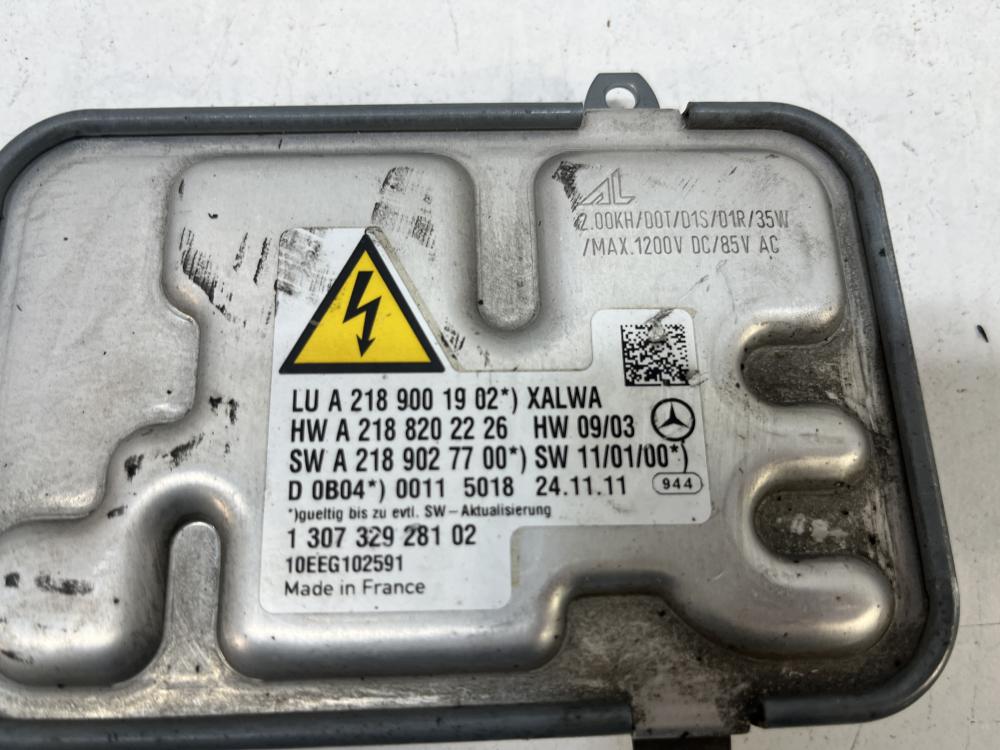 AL
2.00KH/DOT/D1S/D1R/35W
/MAX.1200V DC/85V AC
LU A 218 900 19 02*) XALWA
HW A 218 820 22 26 HW 09/03
SW A 218 902 77 00*) SW 11/01/00*)
D 0B04*) 0011 5018 24.11.11 944
*)gueltig bis zu evtl. SW – Aktualisierung
1 307 329 281 02
10EEG102591
Made in France